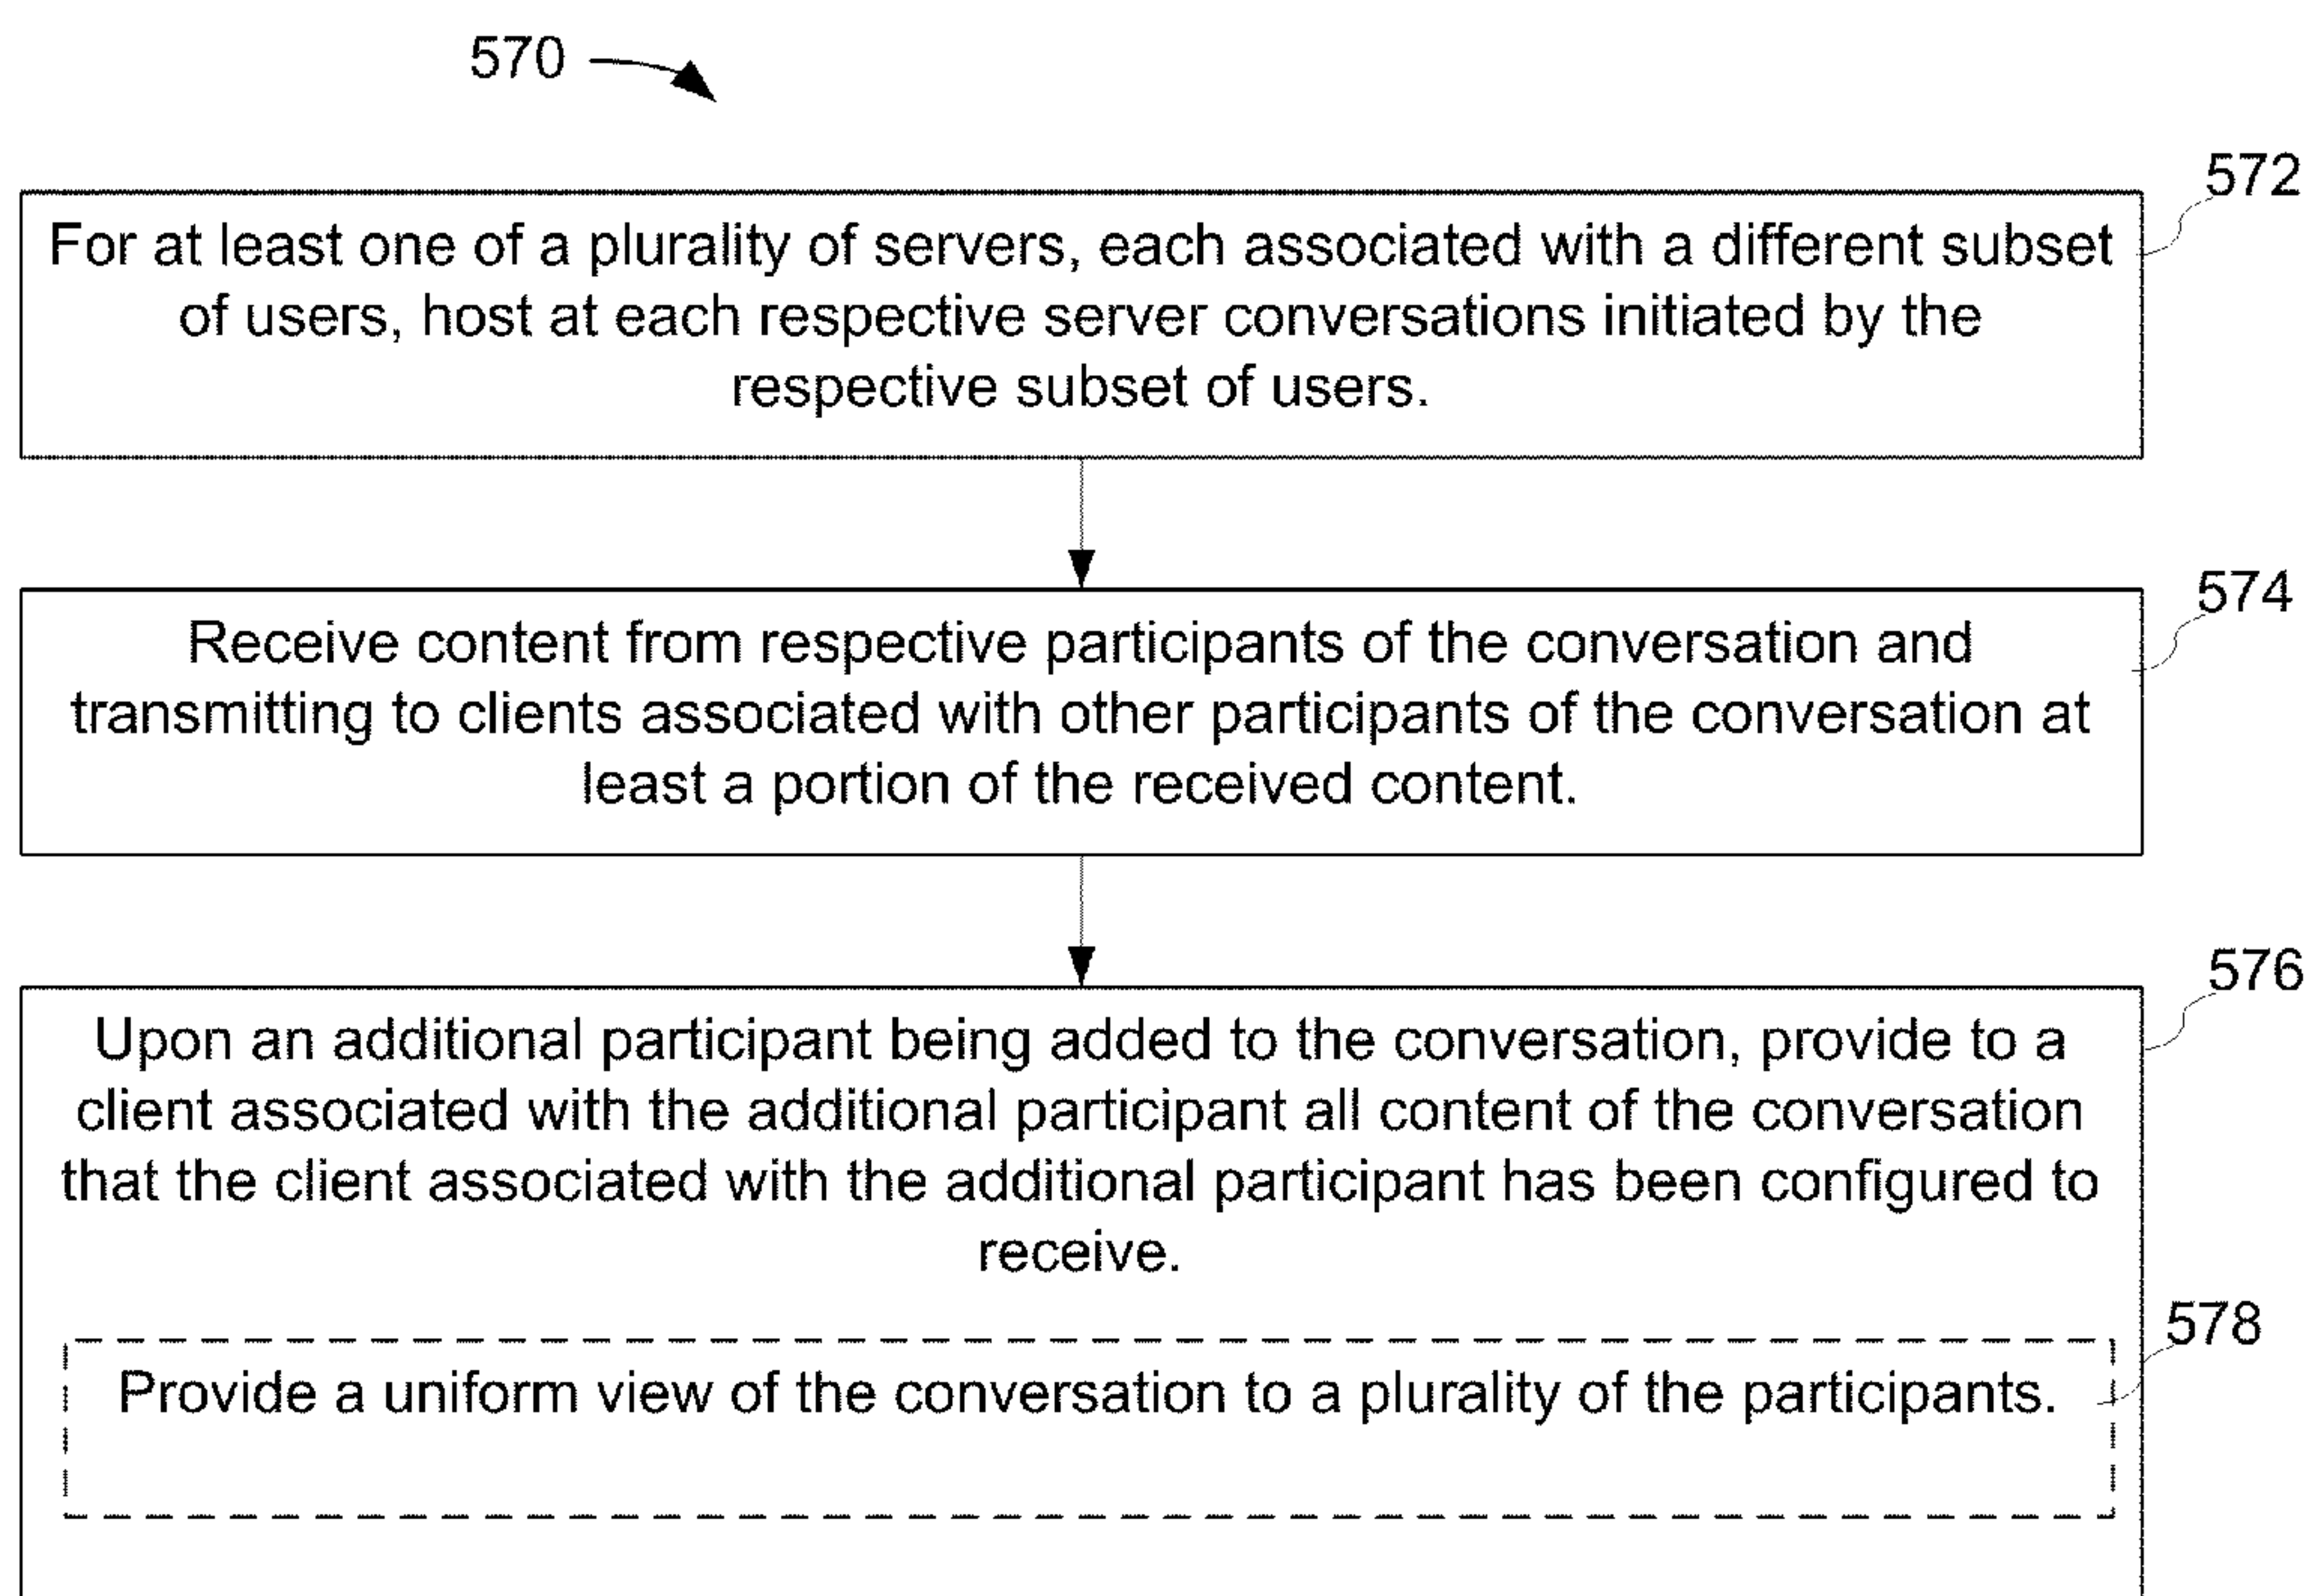 570
572
For at least one of a plurality of servers, each associated with a different subset
of users, host at each respective server conversations initiated by the
respective subset of users.
574
Receive content from respective participants of the conversation and
transmitting to clients associated with other participants of the conversation at
least a portion of the received content.
576
Upon an additional participant being added to the conversation, provide to a
client associated with the additional participant all content of the conversation
that the client associated with the additional participant has been configured to
receive.
578
Provide a uniform view of the conversation to a plurality of the participants.